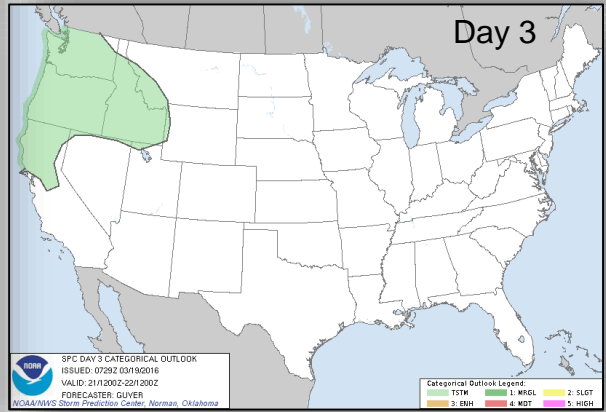 Day 3
NOAA
SPC DAY 3 CATEGORICAL OUTLOOK
ISSUED: 0729Z 03/19/2016
VALID: 21/1200Z-22/1200Z
FORECASTER: GUYER
NOAA/NWS Storm Prediction Center, Norman, Oklahoma
Categorical Outlook Legend:
TSTM 1: MRGL 2: SLGT
3: ENH 4: MDT 5: HIGH